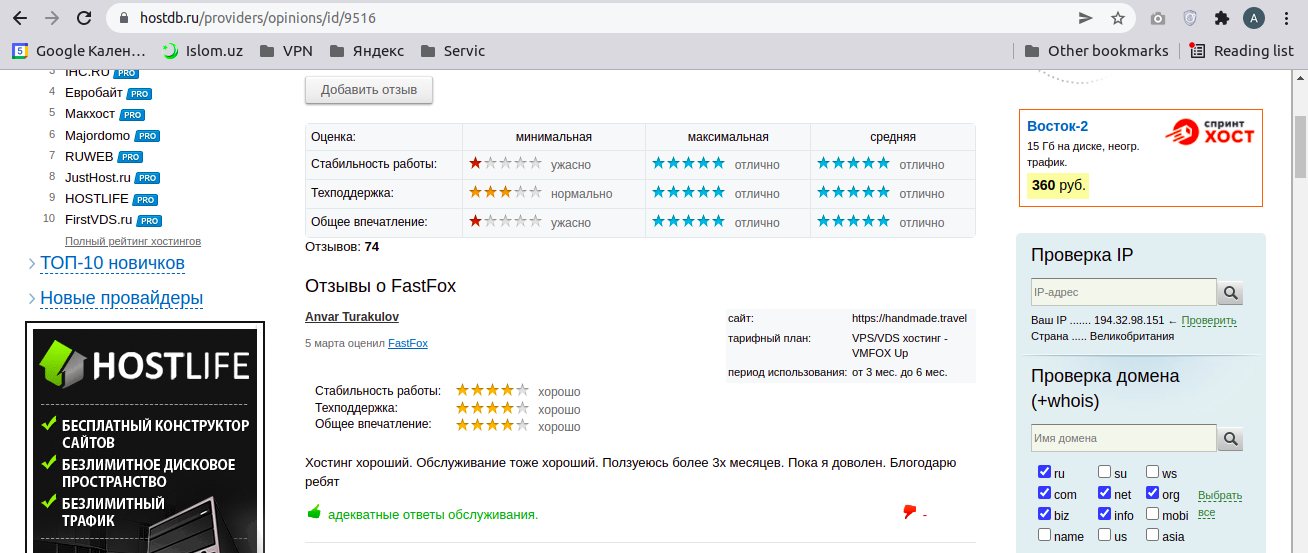 hostdb.ru/providers/opinions/id/9516
A
5 Google Кален…
Islom.uz
VPN
Яндекс
Servic
Other bookmarks
Reading list
3 IHC.RU PRO
4 Евробайт PRO
5 Макхост PRO
6 Majordomo PRO
7 RUWEB PRO
8 JustHost.ru PRO
9 HOSTLIFE PRO
10 FirstVDS.ru PRO
Полный рейтинг хостингов
ТОП-10 новичков
Новые провайдеры
HOSTLIFE
БЕСПЛАТНЫЙ КОНСТРУКТОР
САЙТОВ
БЕЗЛИМИТНОЕ ДИСКОВОЕ
ПРОСТРАНСТВО
БЕЗЛИМИТНЫЙ
ТРАФИК
Добавить отзыв
Оценка: минимальная максимальная средняя
Стабильность работы: ужасно отлично отлично
Техподдержка: нормально отлично отлично
Общее впечатление: ужасно отлично отлично
Отзывов: 74
Отзывы о FastFox
Anvar Turakulov
5 марта оценил FastFox
сайт: https://handmade.travel
тарифный план: VPS/VDS хостинг -
VMFOX Up
период использования: от 3 мес. до 6 мес.
Стабильность работы: хорошо
Техподдержка: хорошо
Общее впечатление: хорошо
Хостинг хороший. Обслуживание тоже хороший. Ползуеюсь более 3х месяцев. Пока я доволен. Блогодарю
ребят
адекватные ответы обслуживания.
-
Восток-2
спринт
ХОСТ
15 Гб на диске, неогр.
трафик.
360 руб.
Проверка IP
IP-адрес
Ваш IP ....... 194.32.98.151 ← Проверить
Страна ..... Великобритания
Проверка домена
(+whois)
Имя домена
ru su ws
com net org Выбрать
все
biz info mobi
name us asia